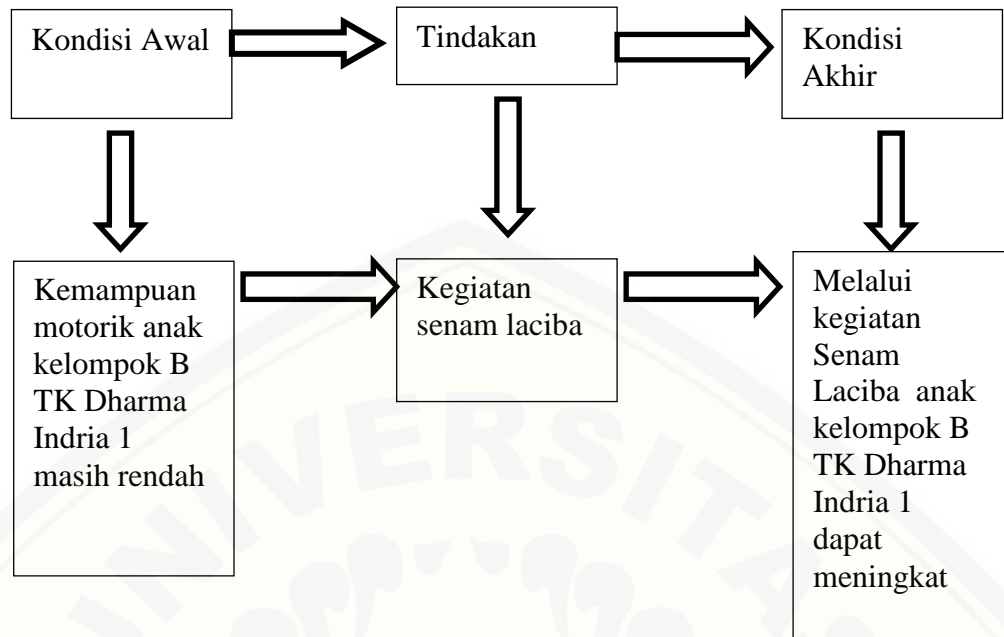 Kondisi Awal
Tindakan
Kondisi
Akhir
Kemampuan
motorik anak
kelompok B
TK Dharma
Indria 1
masih rendah
Kegiatan
senam laciba
Melalui
kegiatan
Senam
Laciba anak
kelompok B
TK Dharma
Indria 1
dapat
meningkat
UNIVERSITAS